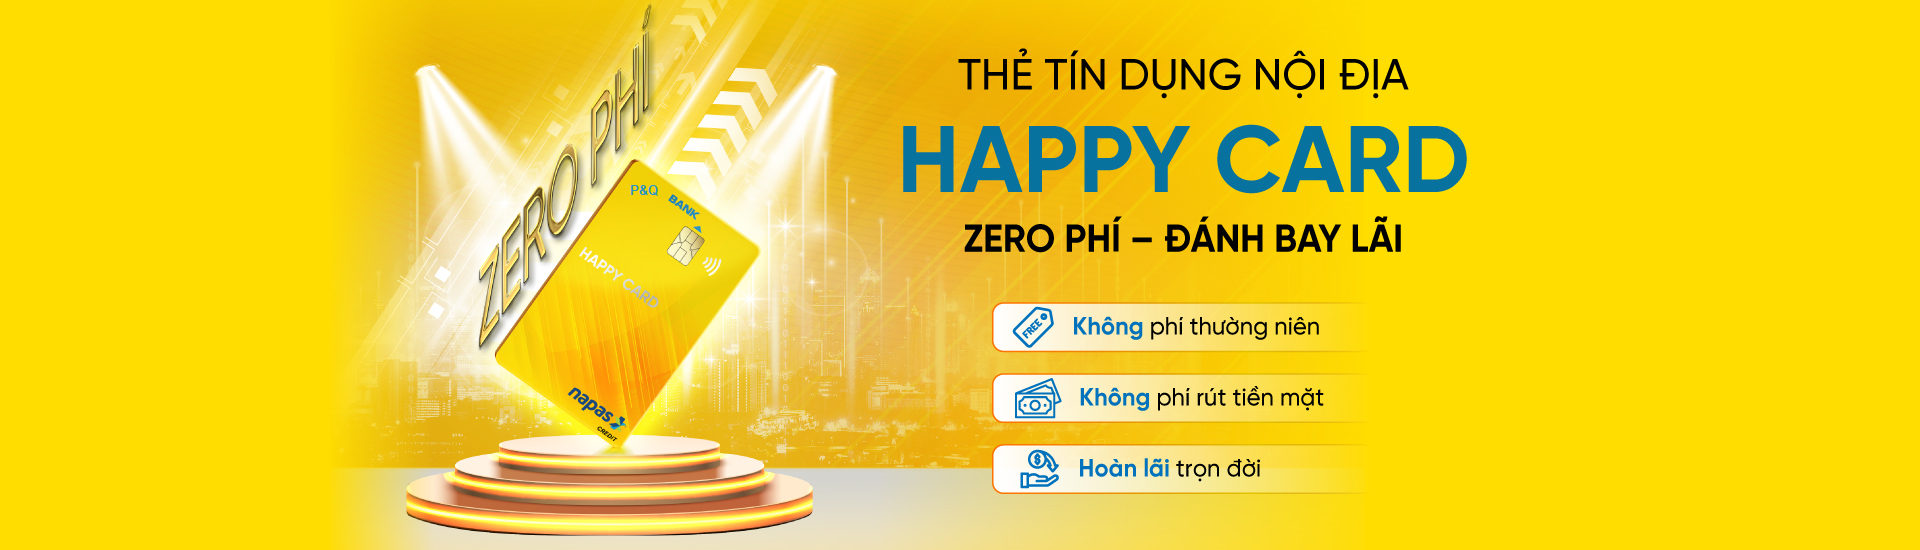 ZERO PHÍ
P&Q BANK
HAPPY CARD
napas
CREDIT
THẺ TÍN DỤNG NỘI ĐỊA
HAPPY CARD
ZERO PHÍ – ĐÁNH BAY LÃI
FREE
Không phí thường niên
Không phí rút tiền mặt
$
Hoàn lãi trọn đời